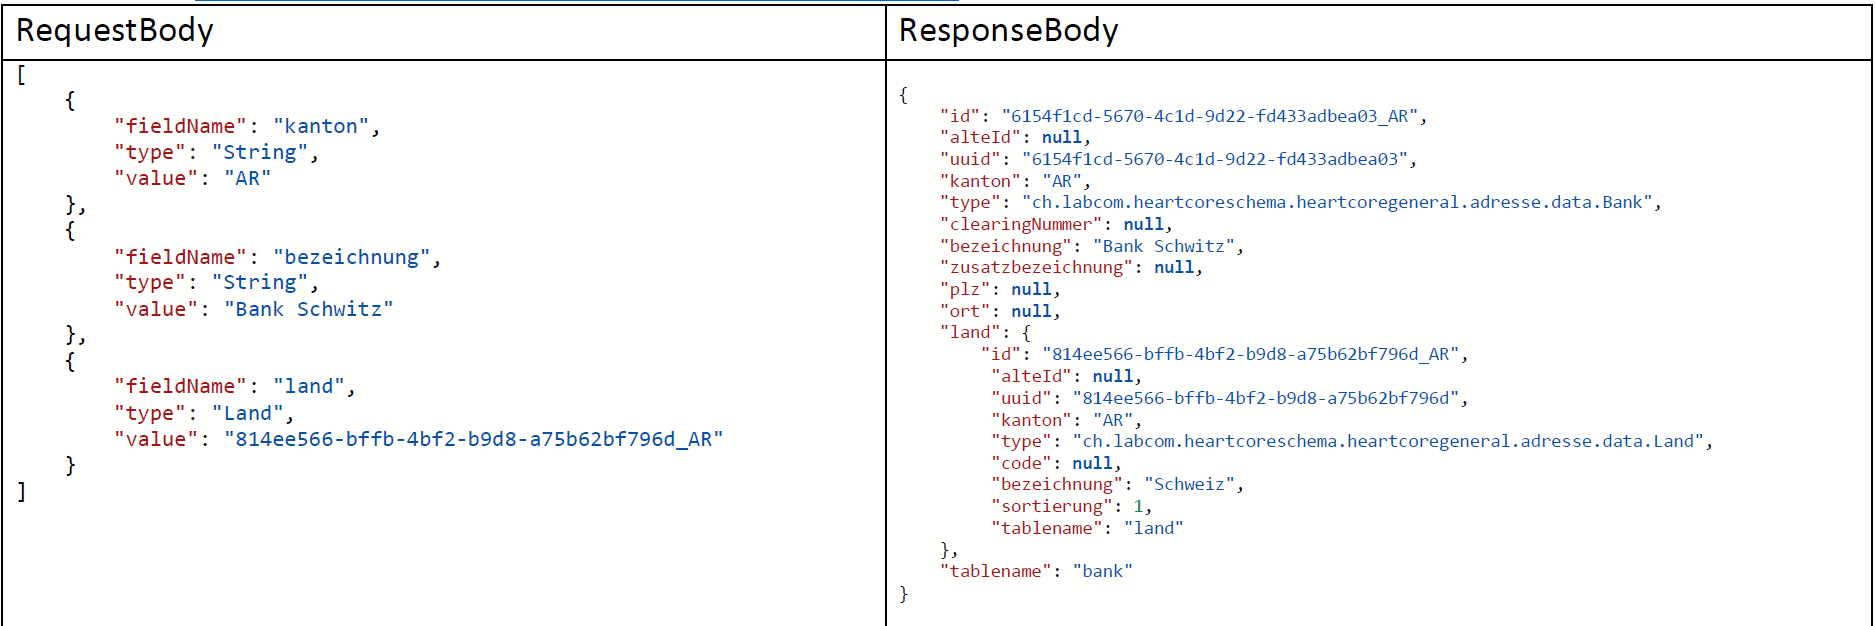 RequestBody
[
    {
        "fieldName": "kanton",
        "type": "String",
        "value": "AR"
    },
    {
        "fieldName": "bezeichnung",
        "type": "String",
        "value": "Bank Schwitz"
    },
    {
        "fieldName": "land",
        "type": "Land",
        "value": "814ee566-bffb-4bf2-b9d8-a75b62bf796d_AR"
    }
]
ResponseBody
{
    "id": "6154f1cd-5670-4c1d-9d22-fd433adbea03_AR",
    "alteId": null,
    "uuid": "6154f1cd-5670-4c1d-9d22-fd433adbea03",
    "kanton": "AR",
    "type": "ch.labcom.heartcoreschema.heartcoregeneral.adresse.data.Bank",
    "clearingNummer": null,
    "bezeichnung": "Bank Schwitz",
    "zusatzbezeichnung": null,
    "plz": null,
    "ort": null,
    "land": {
        "id": "814ee566-bffb-4bf2-b9d8-a75b62bf796d_AR",
        "alteId": null,
        "uuid": "814ee566-bffb-4bf2-b9d8-a75b62bf796d",
        "kanton": "AR",
        "type": "ch.labcom.heartcoreschema.heartcoregeneral.adresse.data.Land",
        "code": null,
        "bezeichnung": "Schweiz",
        "sortierung": 1,
        "tablename": "land"
    },
    "tablename": "bank"
}